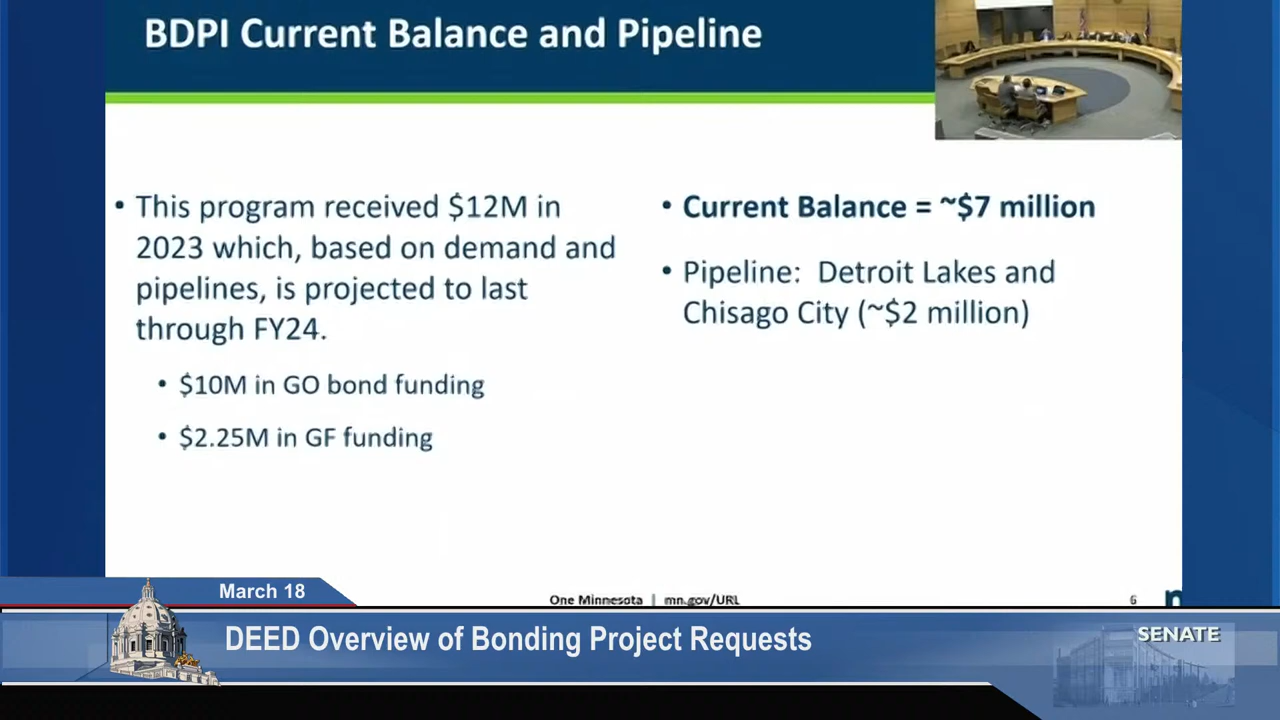 BDPI Current Balance and Pipeline
• This program received $12M in
2023 which, based on demand and
pipelines, is projected to last
through FY24.
• $10M in GO bond funding
• $2.25M in GF funding
• Current Balance = ~$7 million
• Pipeline: Detroit Lakes and
Chisago City (~$2 million)
One Minnesota | mn.gov/URL
6
March 18
DEED Overview of Bonding Project Requests
SENATE